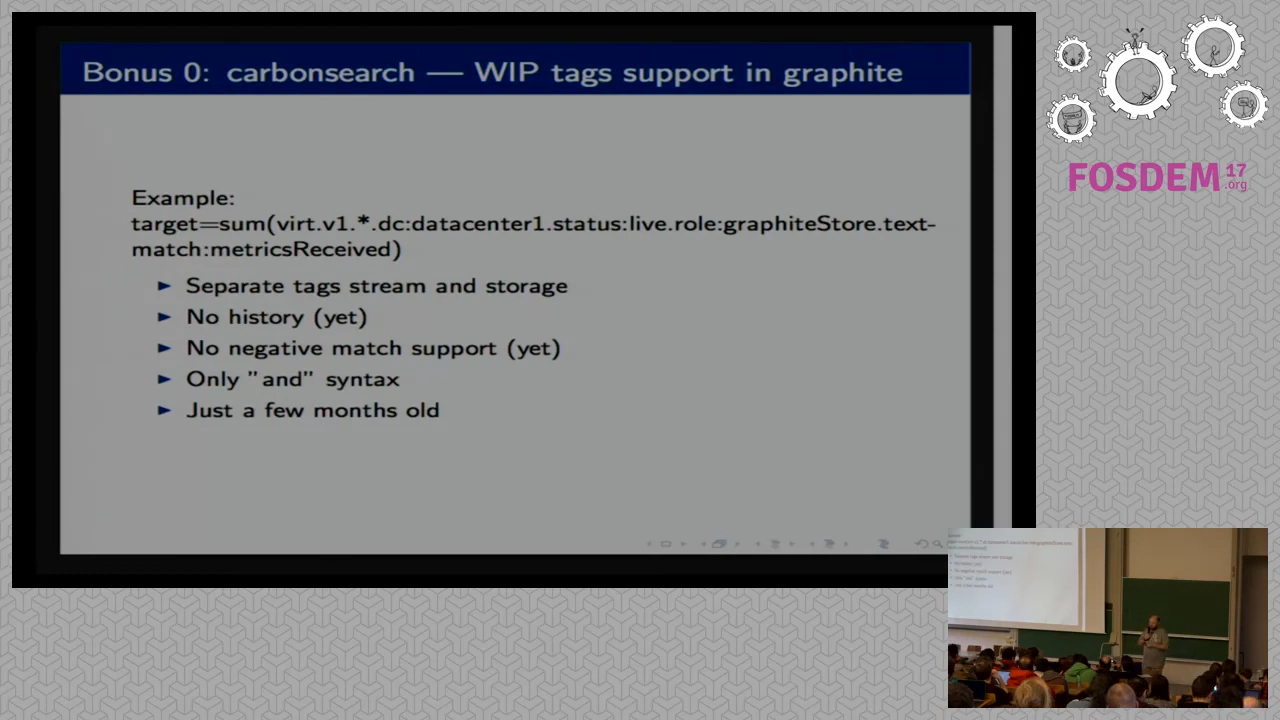 Bonus 0: carbonsearch — WIP tags support in graphite
Example:
target=sum(virt.v1.*.dc:datacenter1.status:live.role:graphiteStore.text-
match:metricsReceived)
Separate tags stream and storage
No history (yet)
No negative match support (yet)
Only "and" syntax
Just a few months old
FOSDEM 17
.org